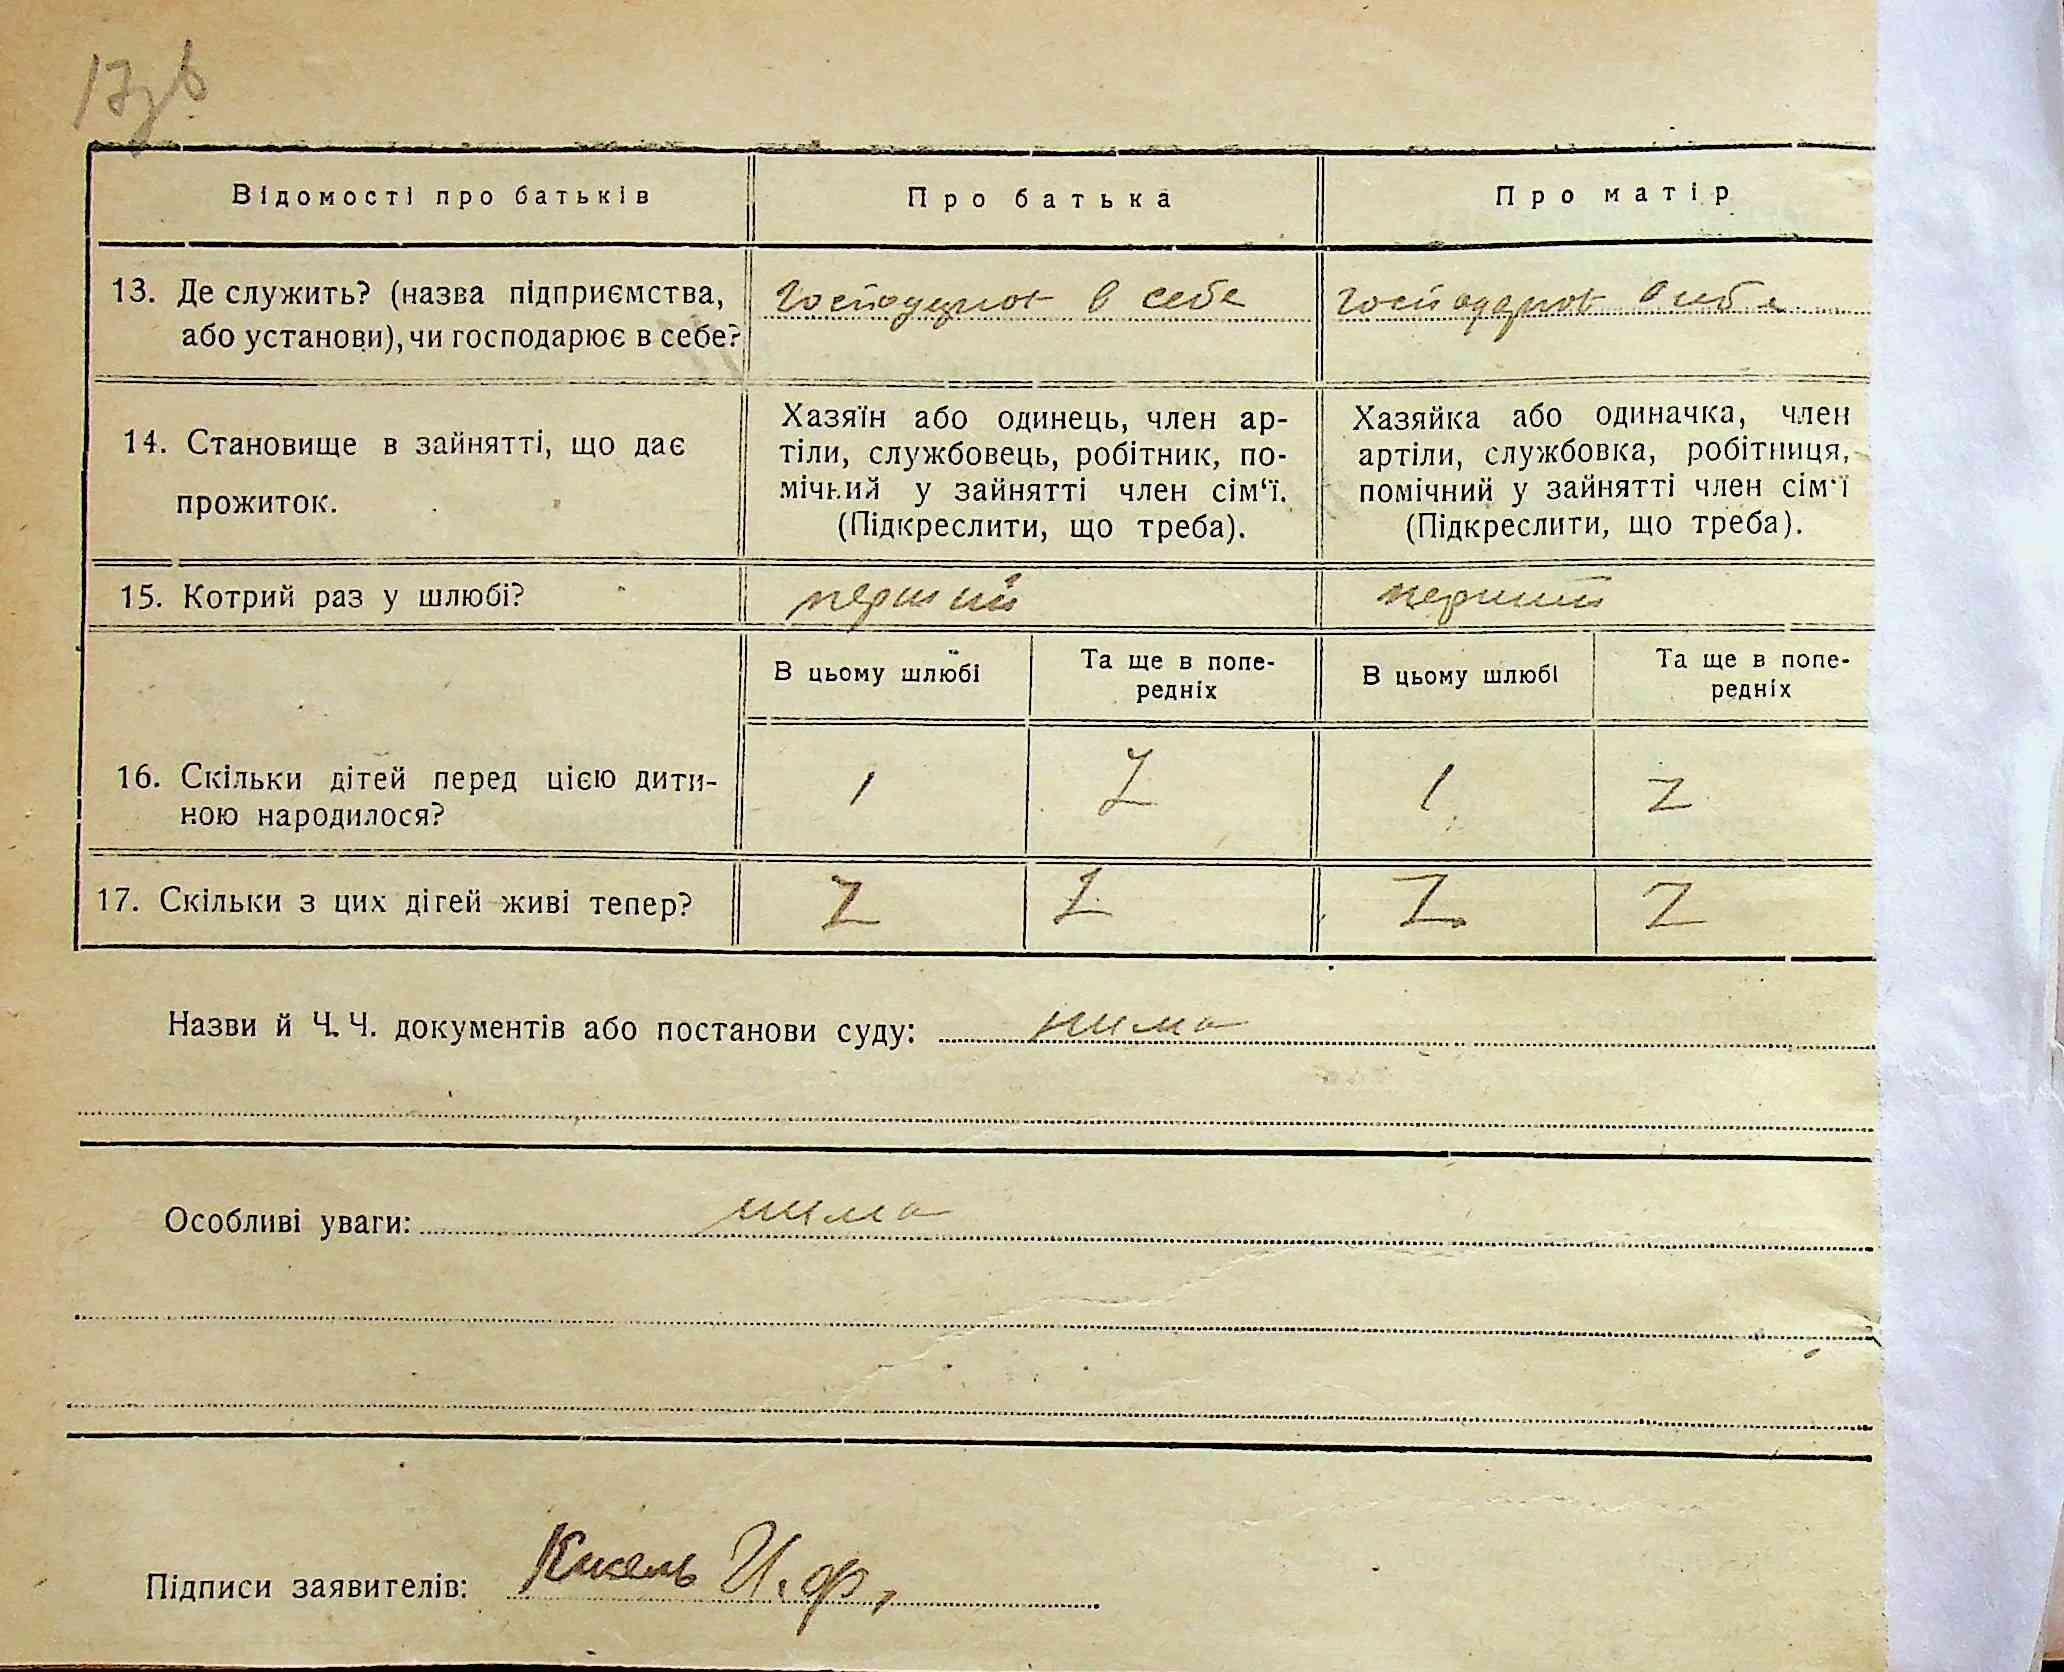 17зв
Відомості про батьків
Про батька
Про матір
13. Де служить? (назва підприємства,
або установи), чи господарює в себе?
господарює в себе
господарює в себе
14. Становище в зайнятті, що дає
прожиток.
Хазяїн або одинець, член ар-
тіли, службовець, робітник, по-
мічний у зайнятті член сім‘ї.
(Підкреслити, що треба).
Хазяйка або одиначка, член
артіли, службовка, робітниця,
помічний у зайнятті член сім‘ї
(Підкреслити, що треба).
15. Котрий раз у шлюбі?
перший
перший
В цьому шлюбі
Та ще в попе-
редніх
В цьому шлюбі
Та ще в попе-
редніх
16. Скільки дітей перед цією дити-
ною народилося?
1
Z
1
Z
17. Скільки з цих дітей живі тепер?
Z
Z
Z
Z
Назви й Ч.Ч. документів або постанови суду: нима
Особливі уваги: нима
Підписи заявителів: Кисель И. Ф,